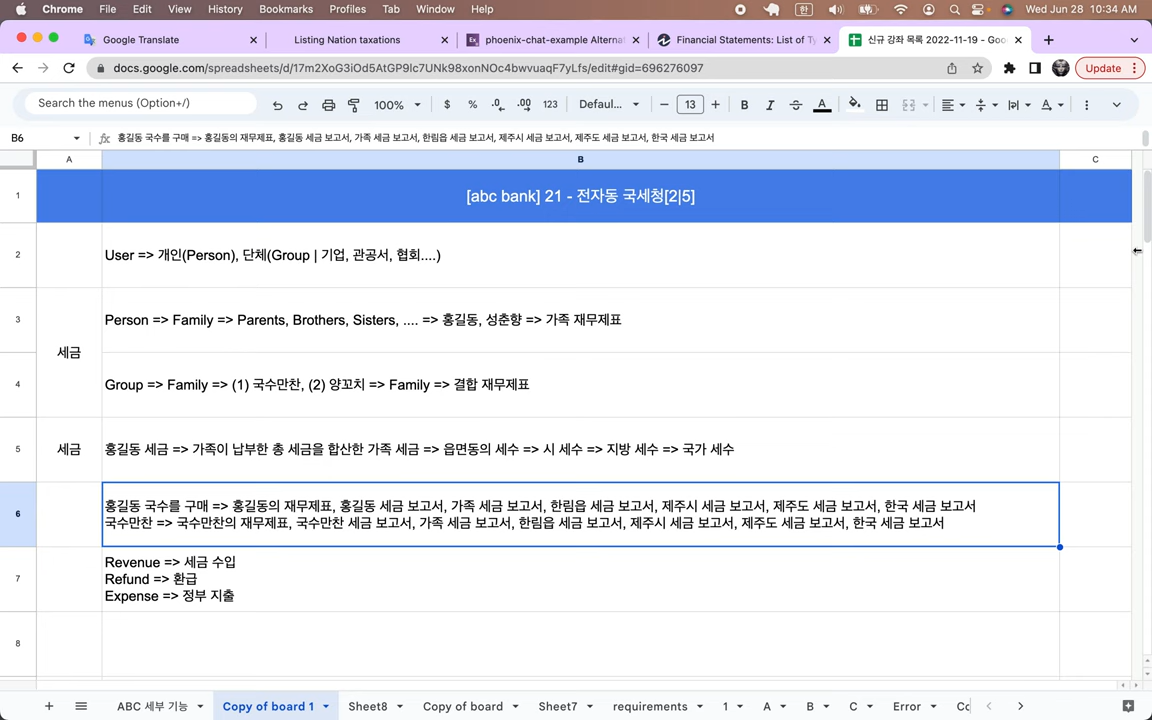 Chrome File Edit View History Bookmarks Profiles Tab Window Help 한 Wed Jun 28 10:34 AM
Google Translate Listing Nation taxations phoenix-chat-example Alterna Financial Statements: List of Ty 신규 강좌 목록 2022-11-19 - Goo
docs.google.com/spreadsheets/d/17m2XoG3iOd5AtGP9lc7UNk98xonNOc4bwvuaqF7yLfs/edit#gid=696276097 Update
Search the menus (Option+/) 100% $ % .0 .00 123 Defaul... 13 B I S A
B6 fx 홍길동 국수를 구매 => 홍길동의 재무제표, 홍길동 세금 보고서, 가족 세금 보고서, 한림읍 세금 보고서, 제주시 세금 보고서, 제주도 세금 보고서, 한국 세금 보고서
A B C
1 [abc bank] 21 - 전자동 국세청[2|5]
2 User => 개인(Person), 단체(Group | 기업, 관공서, 협회....)
3 Person => Family => Parents, Brothers, Sisters, .... => 홍길동, 성춘향 => 가족 재무제표
세금
4 Group => Family => (1) 국수만찬, (2) 양꼬치 => Family => 결합 재무제표
5 세금 홍길동 세금 => 가족이 납부한 총 세금을 합산한 가족 세금 => 읍면동의 세수 => 시 세수 => 지방 세수 => 국가 세수
6 홍길동 국수를 구매 => 홍길동의 재무제표, 홍길동 세금 보고서, 가족 세금 보고서, 한림읍 세금 보고서, 제주시 세금 보고서, 제주도 세금 보고서, 한국 세금 보고서
국수만찬 => 국수만찬의 재무제표, 국수만찬 세금 보고서, 가족 세금 보고서, 한림읍 세금 보고서, 제주시 세금 보고서, 제주도 세금 보고서, 한국 세금 보고서
Revenue => 세금 수입
7 Refund => 환급
Expense => 정부 지출
8
ABC 세부 기능 Copy of board 1 Sheet8 Copy of board Sheet7 requirements 1 A B C Error